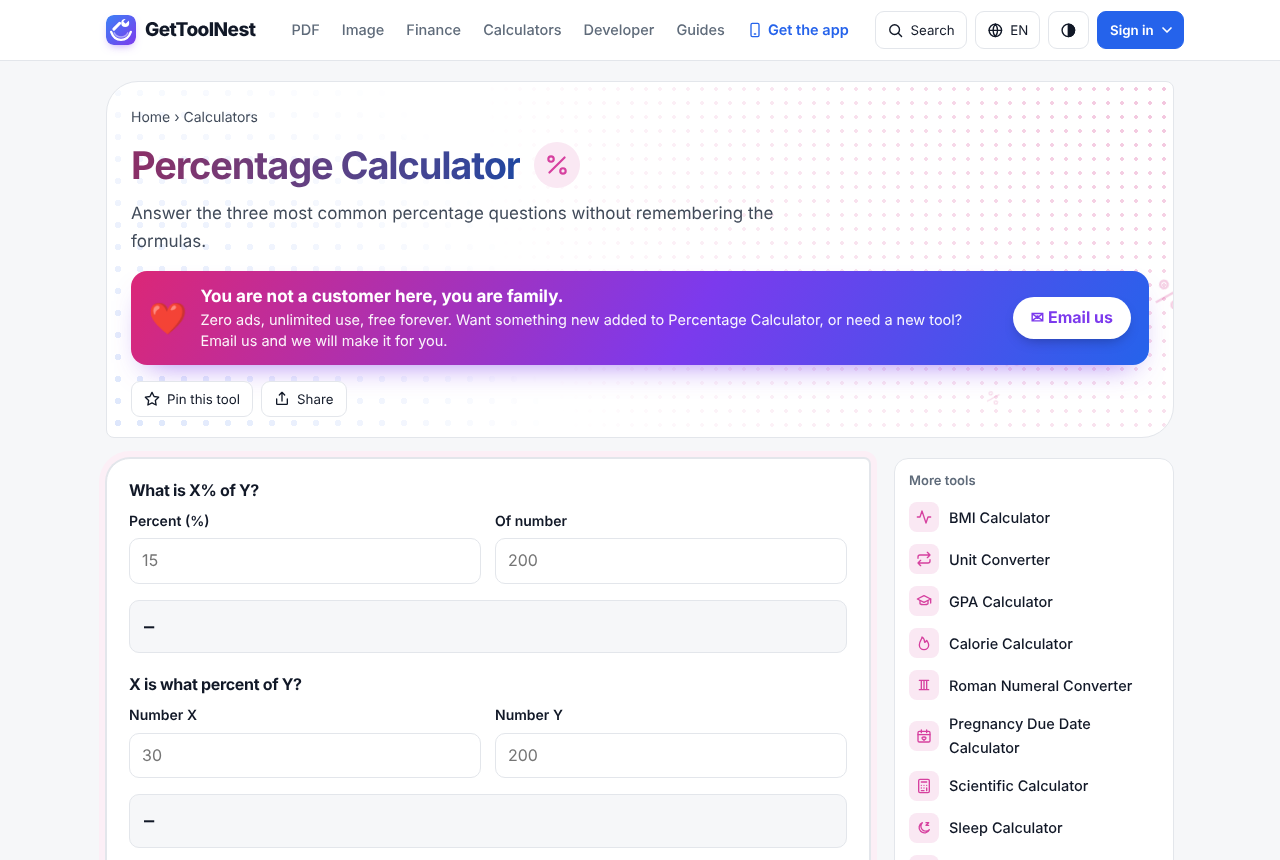 GetToolNest
PDF
Image
Finance
Calculators
Developer
Guides
Get the app
Search
EN
Sign in
Home › Calculators
Percentage Calculator
Answer the three most common percentage questions without remembering the
formulas.
You are not a customer here, you are family.
Zero ads, unlimited use, free forever. Want something new added to Percentage Calculator, or need a new tool?
Email us and we will make it for you.
✉ Email us
Pin this tool
Share
What is X% of Y?
Percent (%)
Of number
15
200
–
X is what percent of Y?
Number X
Number Y
30
200
–
More tools
BMI Calculator
Unit Converter
GPA Calculator
Calorie Calculator
Roman Numeral Converter
Pregnancy Due Date
Calculator
Scientific Calculator
Sleep Calculator